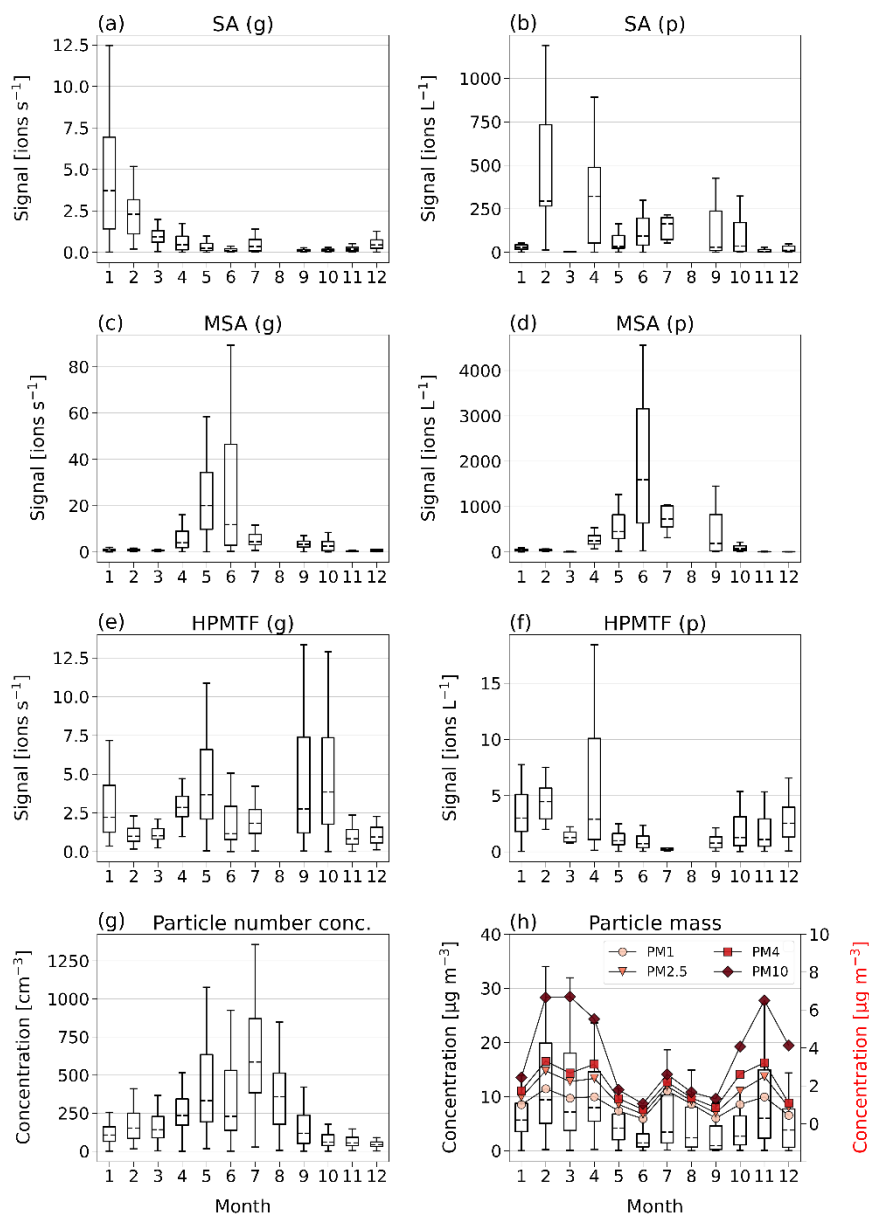 (a) SA (g)
12.5
10.0
7.5
5.0
2.5
0.0
Signal [ions s⁻¹]
1 2 3 4 5 6 7 8 9 10 11 12
(b) SA (p)
1000
750
500
250
0
Signal [ions L⁻¹]
1 2 3 4 5 6 7 8 9 10 11 12
(c) MSA (g)
80
60
40
20
0
Signal [ions s⁻¹]
1 2 3 4 5 6 7 8 9 10 11 12
(d) MSA (p)
4000
3000
2000
1000
0
Signal [ions L⁻¹]
1 2 3 4 5 6 7 8 9 10 11 12
(e) HPMTF (g)
12.5
10.0
7.5
5.0
2.5
0.0
Signal [ions s⁻¹]
1 2 3 4 5 6 7 8 9 10 11 12
(f) HPMTF (p)
15
10
5
0
Signal [ions L⁻¹]
1 2 3 4 5 6 7 8 9 10 11 12
(g) Particle number conc.
1250
1000
750
500
250
0
Concentration [cm⁻³]
1 2 3 4 5 6 7 8 9 10 11 12
Month
(h) Particle mass
PM1 PM4
PM2.5 PM10
40
30
20
10
0
Concentration [µg m⁻³]
10
8
6
4
2
0
Concentration [µg m⁻³]
1 2 3 4 5 6 7 8 9 10 11 12
Month